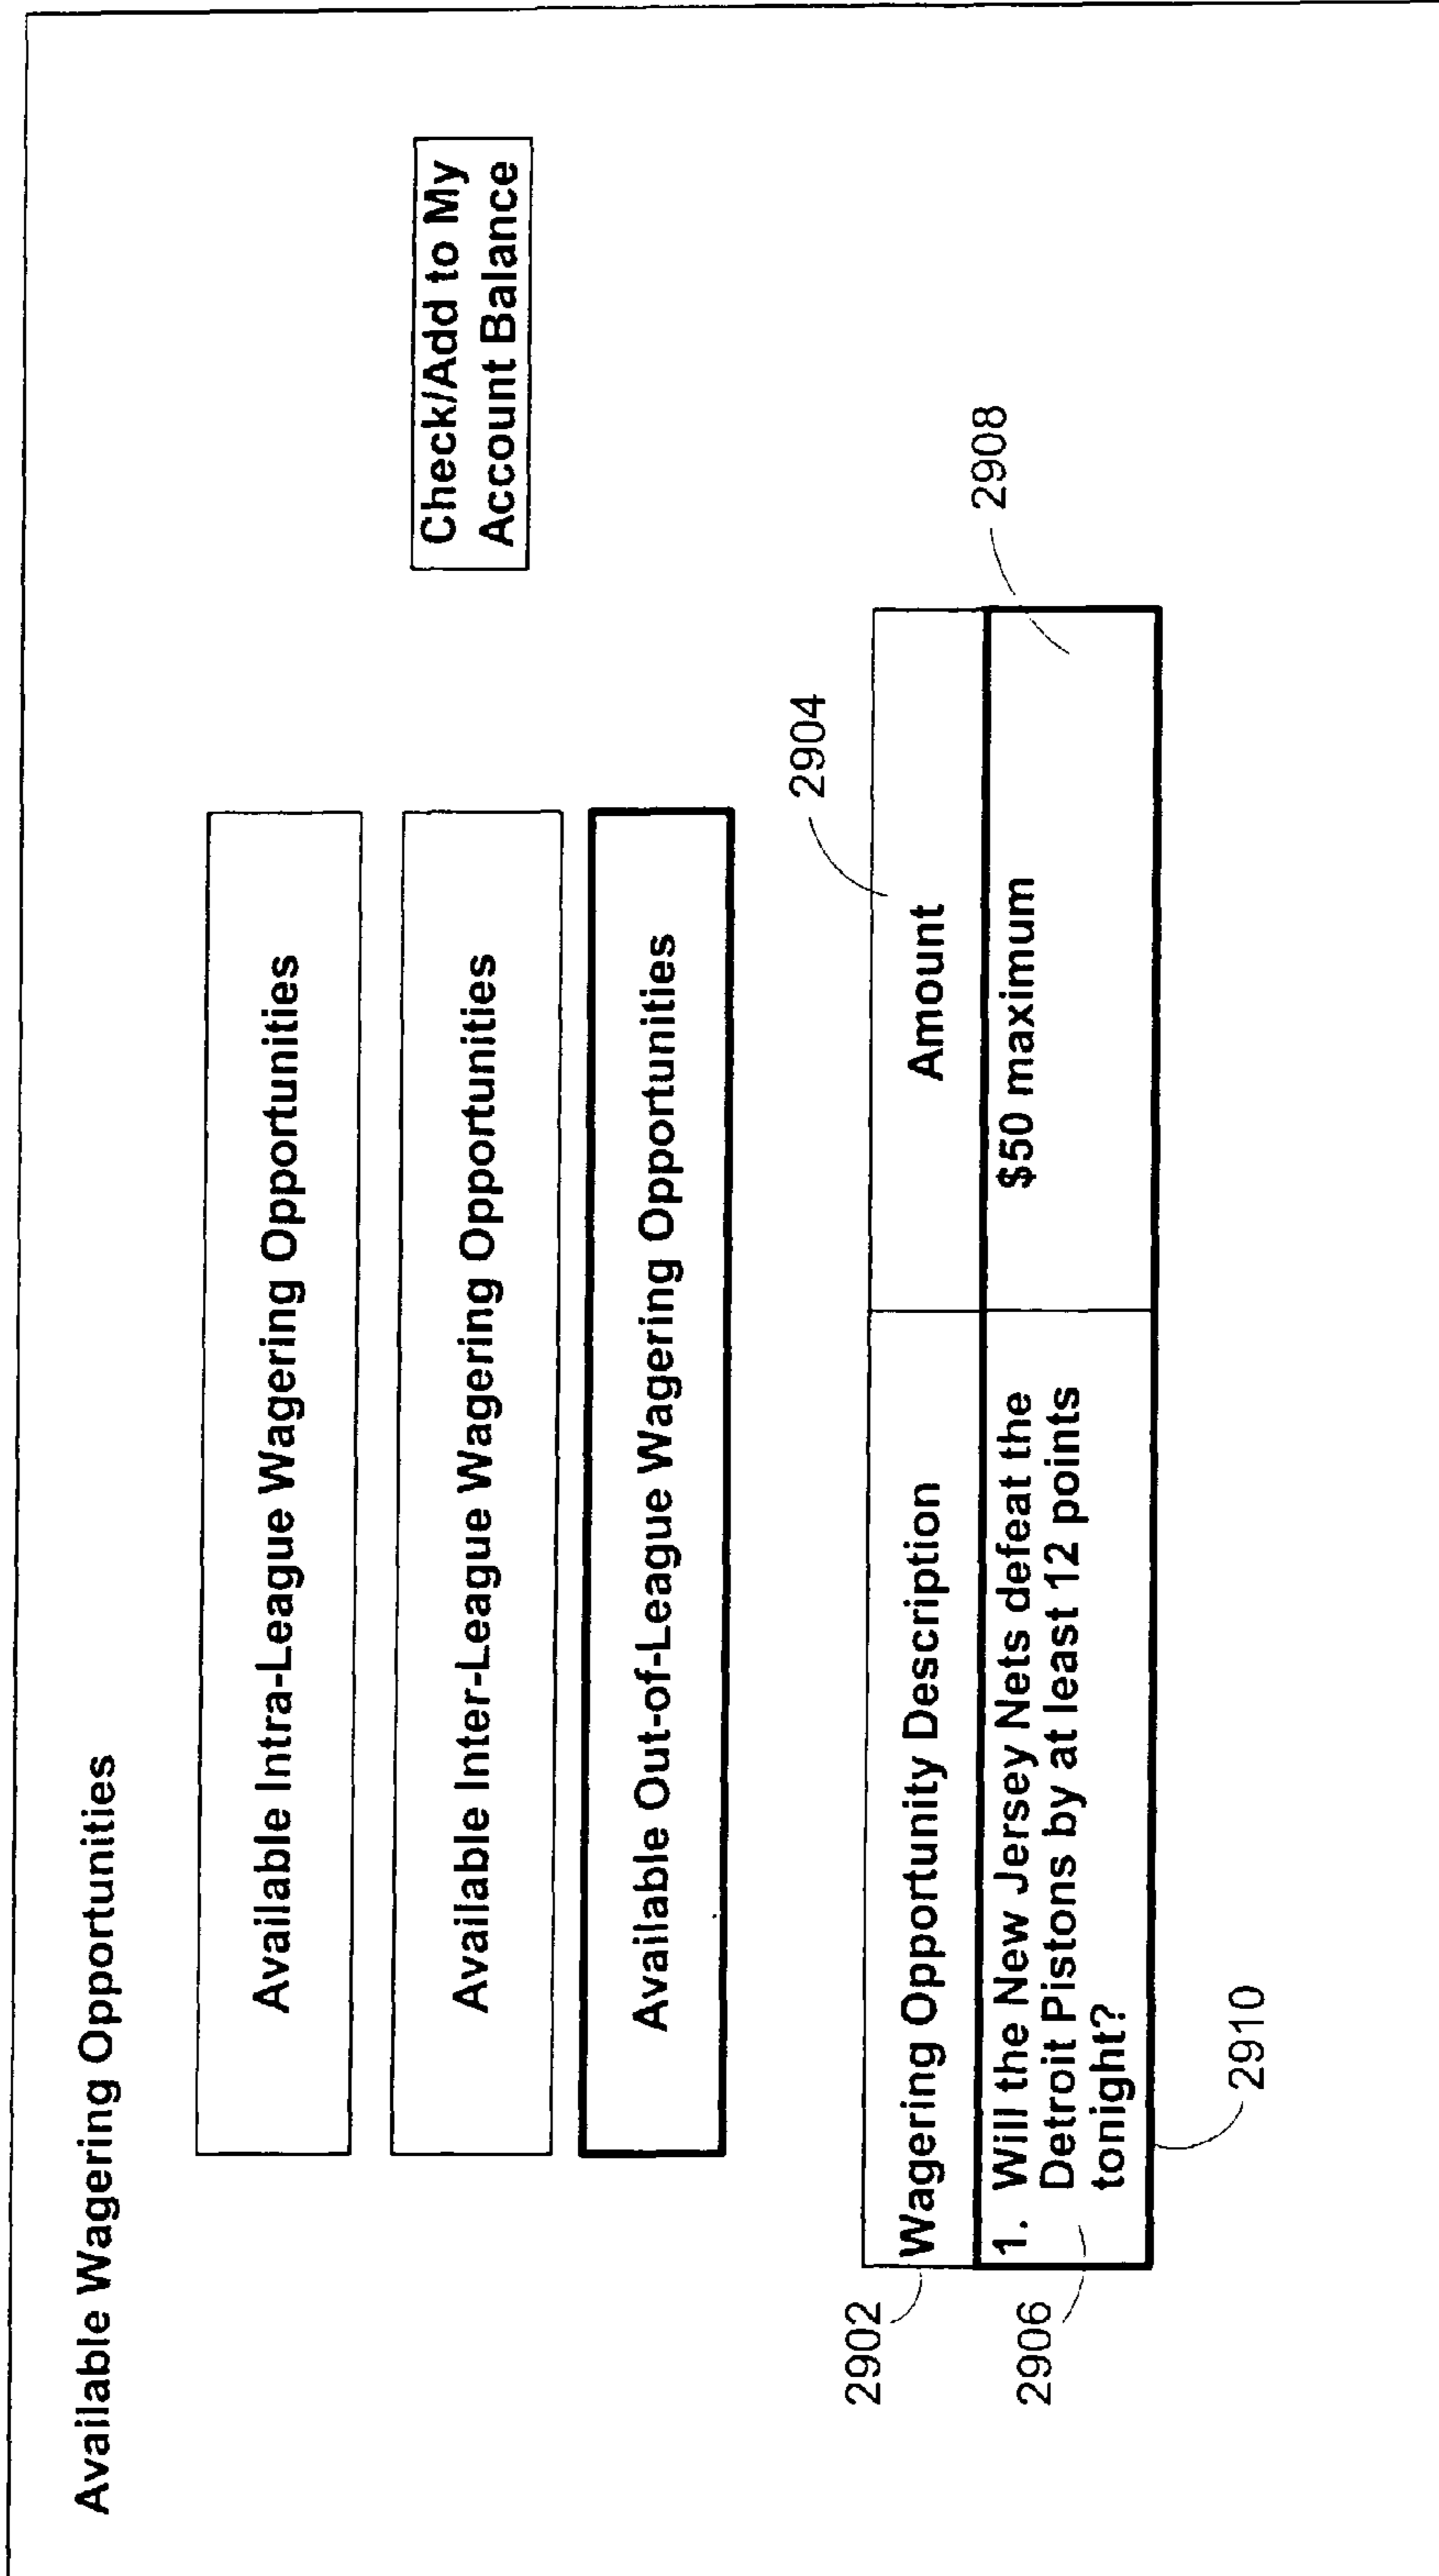 Available Wagering Opportunities
Available Intra-League Wagering Opportunities
Available Inter-League Wagering Opportunities
Check/Add to My
Account Balance
Available Out-of-League Wagering Opportunities
2904
2902
Wagering Opportunity Description
Amount
2908
2906
1. Will the New Jersey Nets defeat the
Detroit Pistons by at least 12 points
tonight?
$50 maximum
2910